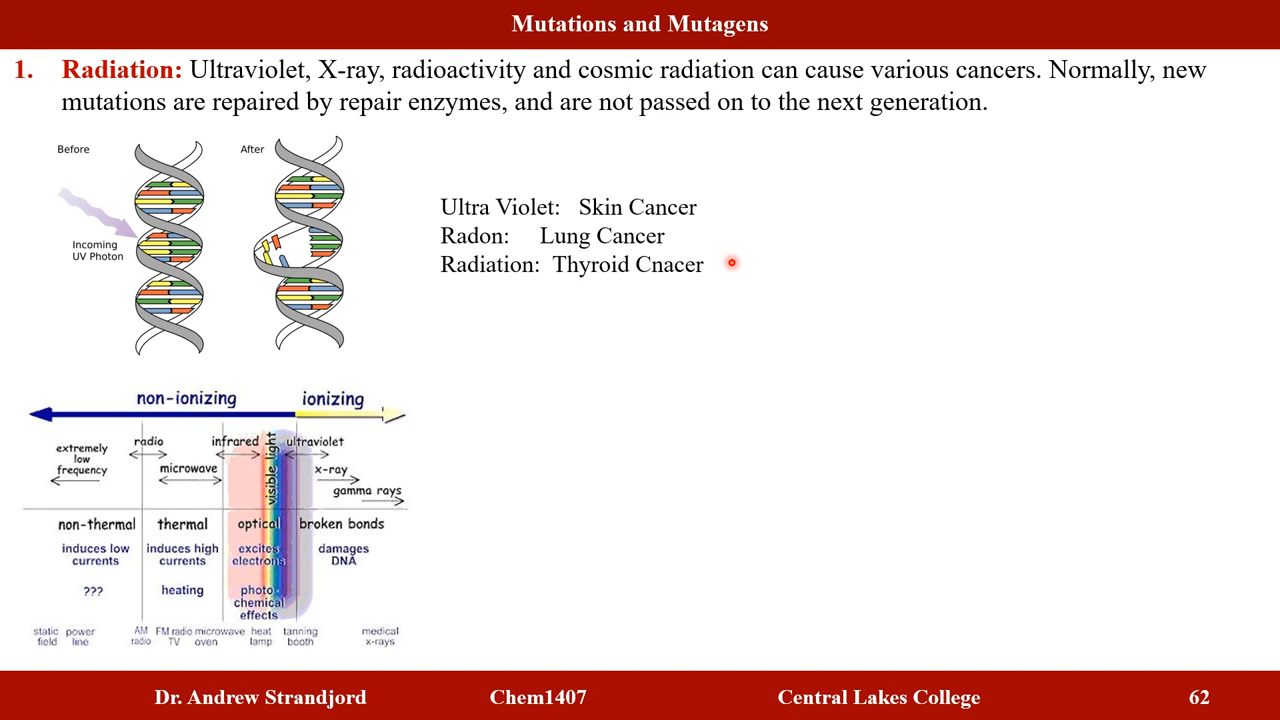 Mutations and Mutagens
1. Radiation: Ultraviolet, X-ray, radioactivity and cosmic radiation can cause various cancers. Normally, new
mutations are repaired by repair enzymes, and are not passed on to the next generation.
Before
After
Incoming
UV Photon
Ultra Violet: Skin Cancer
Radon: Lung Cancer
Radiation: Thyroid Cnacer
non-ionizing
ionizing
extremely
low
frequency
radio
microwave
infrared
visible light
ultraviolet
x-ray
gamma rays
non-thermal
thermal
optical
broken bonds
induces low
currents
induces high
currents
excites
electrons
damages
DNA
???
heating
photo
chemical
effects
static
field
power
line
AM
radio
FM radio
TV
microwave
oven
heat
lamp
tanning
booth
medical
x-rays
Dr. Andrew Strandjord Chem1407 Central Lakes College 62